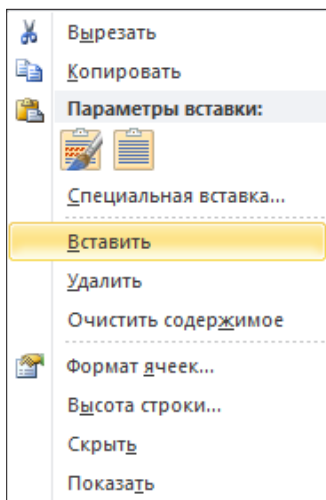 Вырезать
Копировать
Параметры вставки:
Специальная вставка...
Вставить
Удалить
Очистить содержимое
Формат ячеек...
Высота строки...
Скрыть
Показать